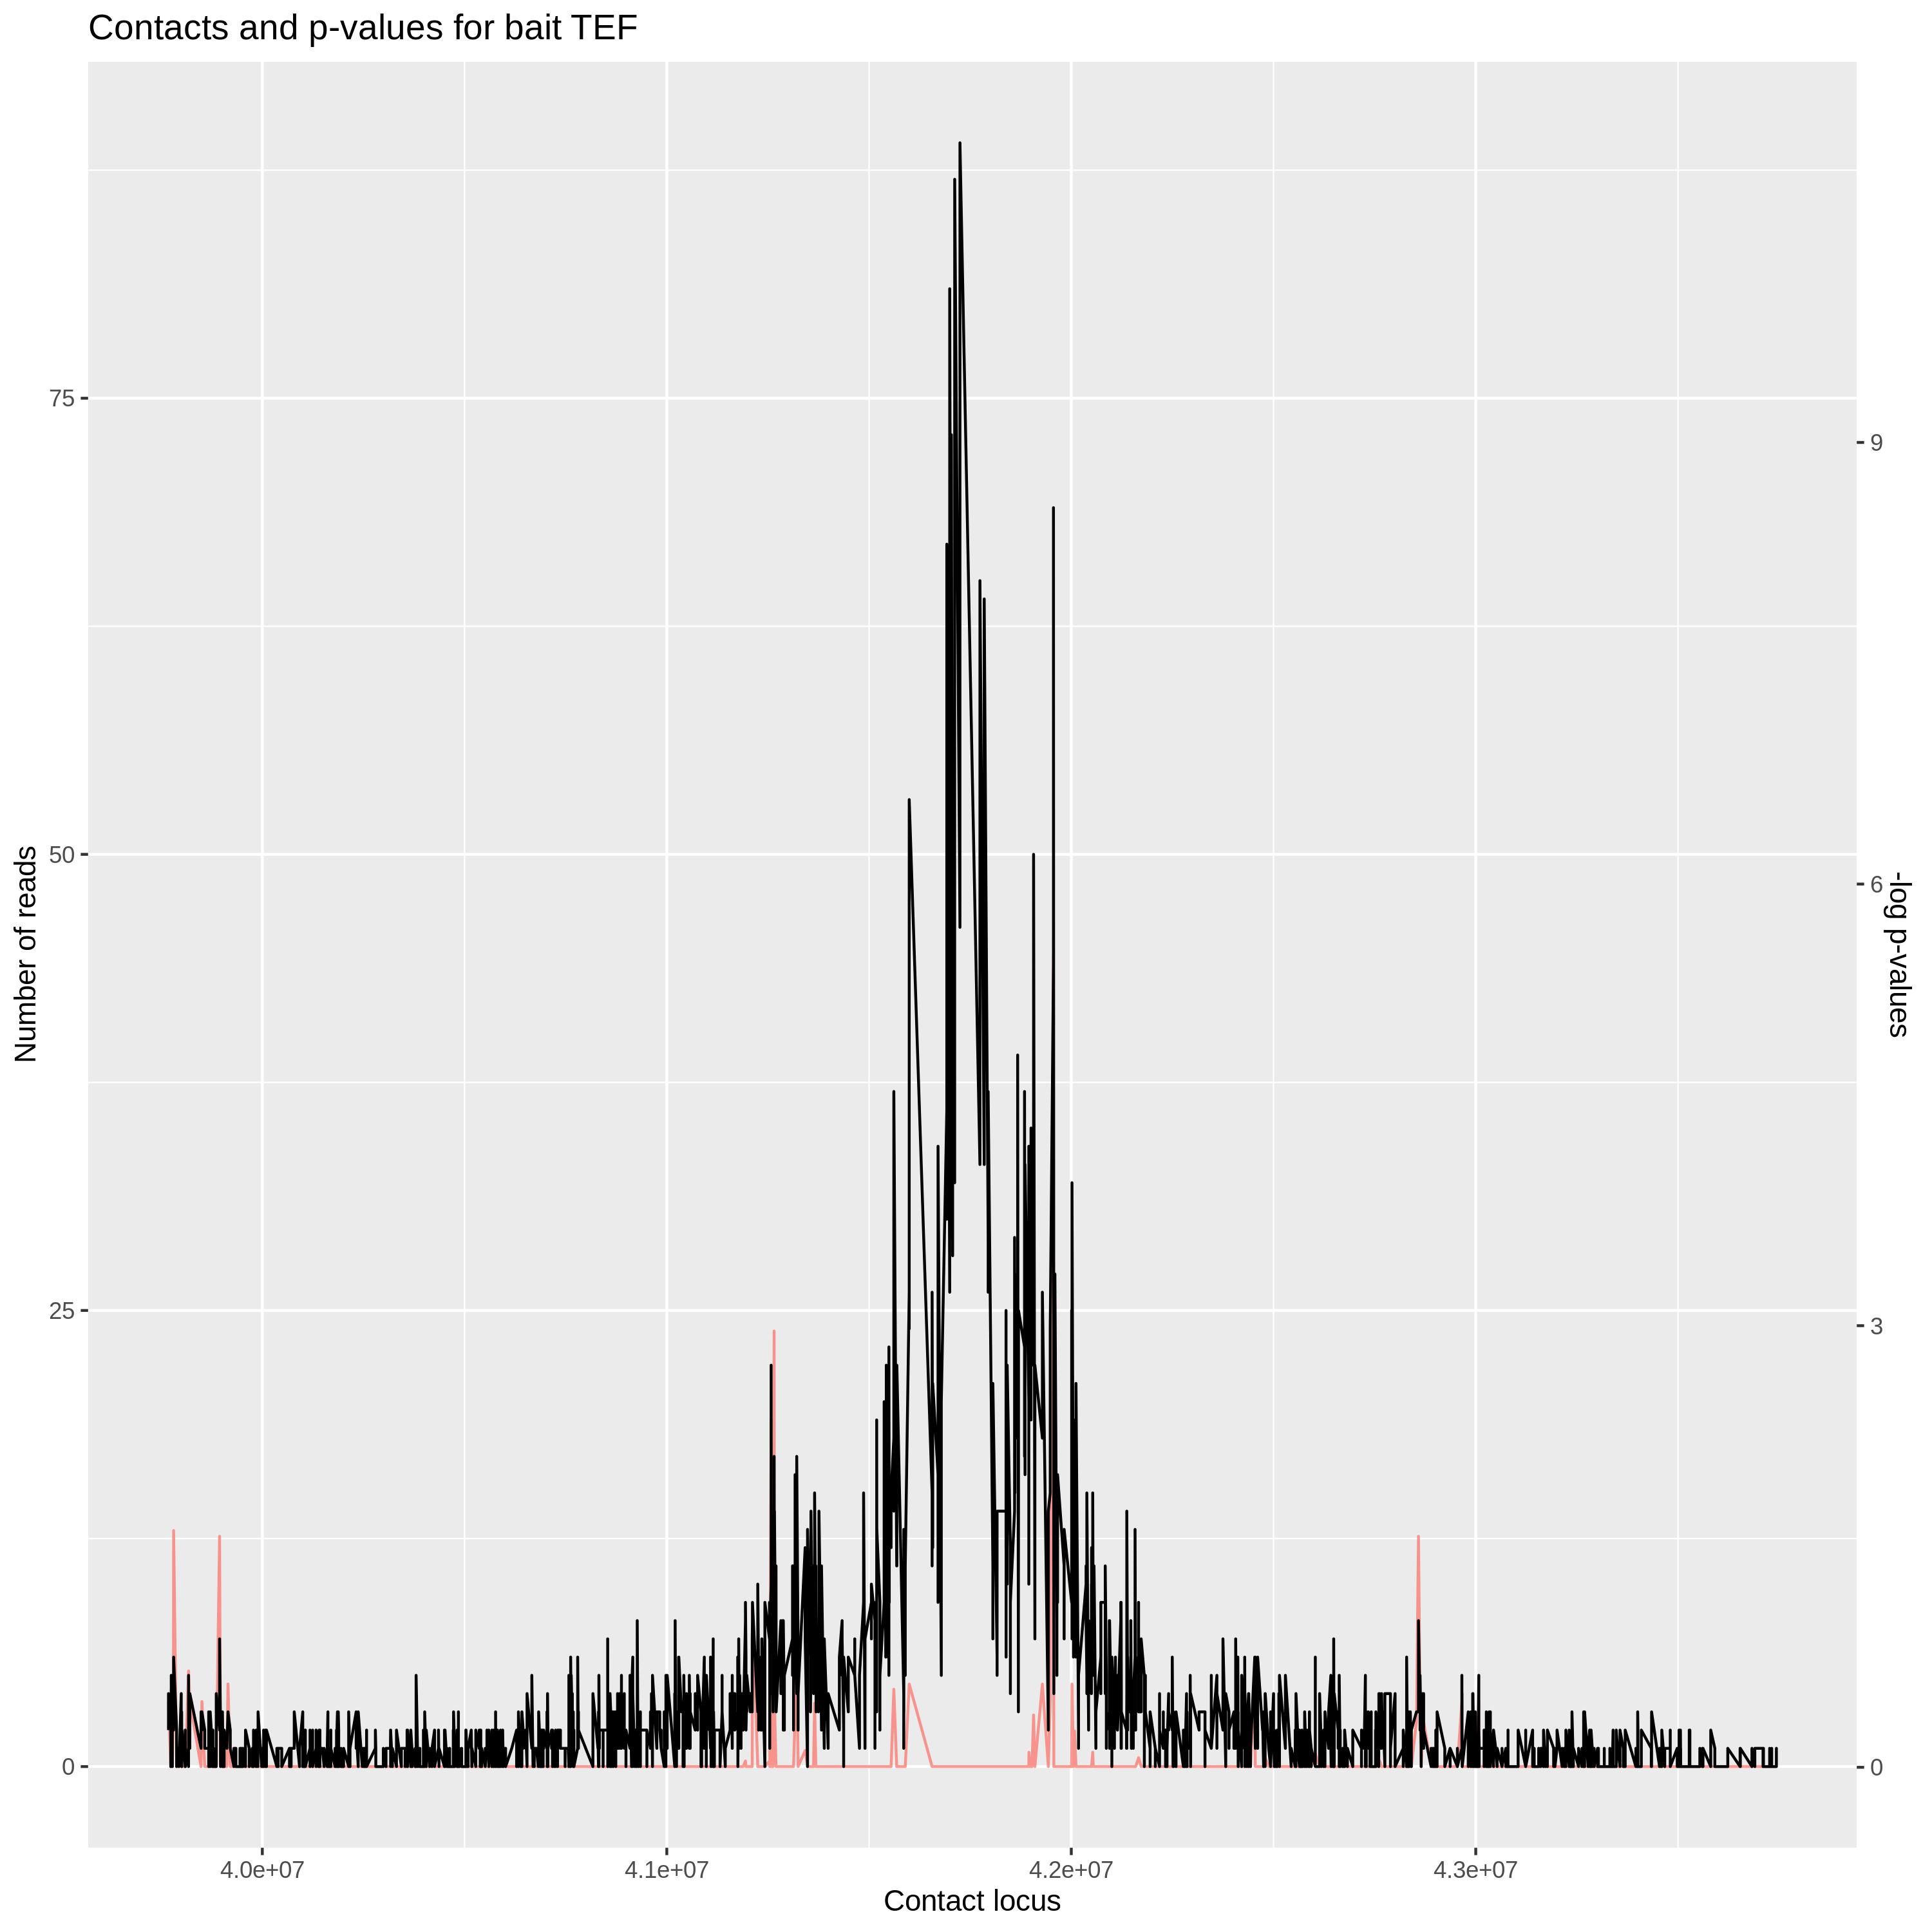 Contacts and p-values for bait TEF
75
50
25
0
Number of reads
9
6
3
0
-log p-values
4.0e+07
4.1e+07
4.2e+07
4.3e+07
Contact locus